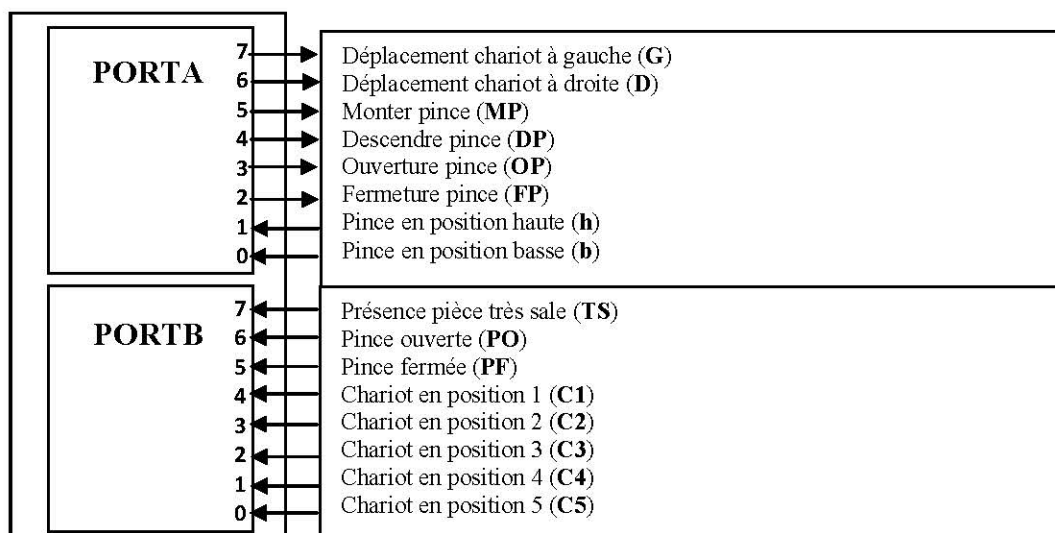 PORTA
7 Déplacement chariot à gauche (G)
6 Déplacement chariot à droite (D)
5 Monter pince (MP)
4 Descendre pince (DP)
3 Ouverture pince (OP)
2 Fermeture pince (FP)
1 Pince en position haute (h)
0 Pince en position basse (b)
PORTB
7 Présence pièce très sale (TS)
6 Pince ouverte (PO)
5 Pince fermée (PF)
4 Chariot en position 1 (C1)
3 Chariot en position 2 (C2)
2 Chariot en position 3 (C3)
1 Chariot en position 4 (C4)
0 Chariot en position 5 (C5)